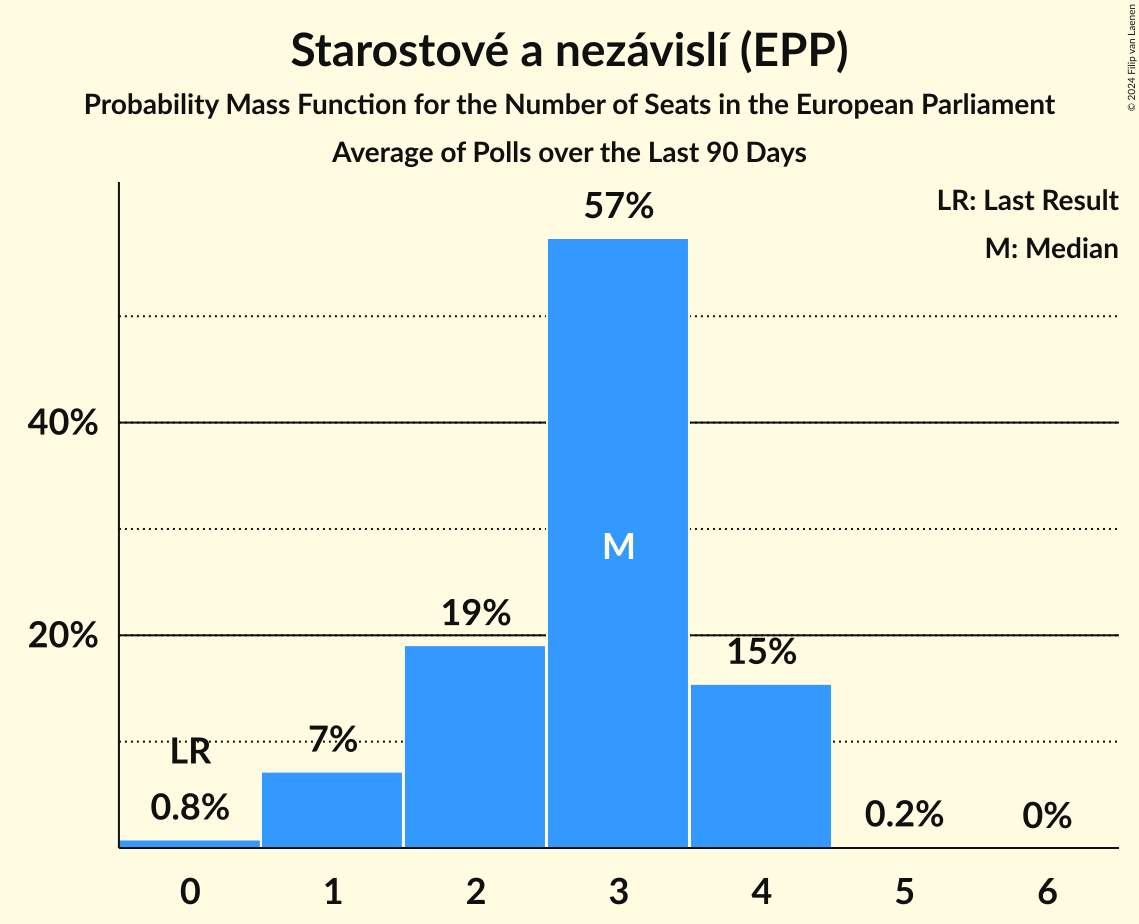 Starostové a nezávislí (EPP)
Probability Mass Function for the Number of Seats in the European Parliament
Average of Polls over the Last 90 Days
© 2024 Filip van Laenen
LR: Last Result
M: Median
57%
40%
M
19%
20%
15%
LR
7%
0.8%
0.2%
0%
0 1 2 3 4 5 6